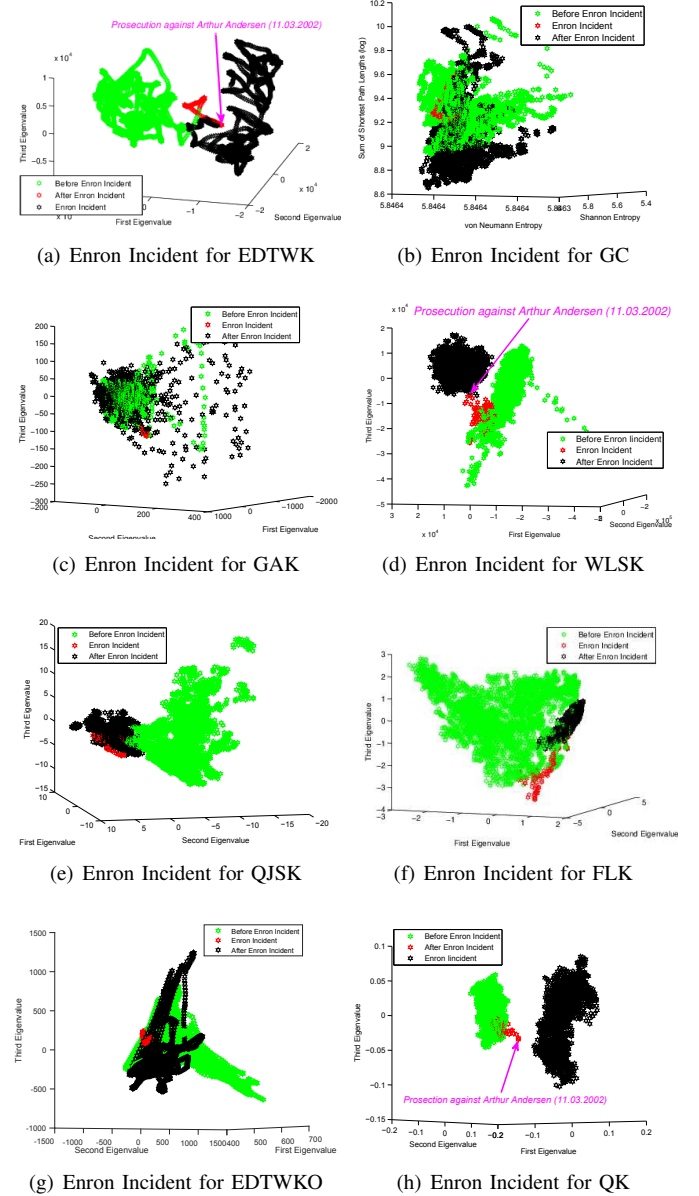 Prosecution against Arthur Andersen (11.03.2002)
x 10⁴
1
0.5
0
-0.5
Third Eigenvalue
Before Enron Incident
After Enron Incident
Enron Incident
-1
-2
First Eigenvalue
-2
0
2
x 10⁴
Second Eigenvalue
(a) Enron Incident for EDTWK
10.2
10
9.8
9.6
9.4
9.2
9
8.8
8.6
Sum of Shortest Path Lengths (log)
Before Enron Incident
Enron Incident
After Enron Incident
5.8464
5.8464
5.8464
5.8464
5.6
5.4
von Neumann Entropy
Shannon Entropy
(b) Enron Incident for GC
200
150
100
50
0
-50
-100
-150
-200
-250
-300
Third Eigenvalue
Before Enron Incident
Enron Incident
After Enron Incident
-200
0
200
400
1000
0
-1000
-2000
Second Eigenvalue
First Eigenvalue
(c) Enron Incident for GAK
x 10⁴
Prosecution against Arthur Andersen (11.03.2002)
2
1
0
-1
-2
-3
-4
-5
Third Eigenvalue
Before Enron Iincident
Enron Incident
After Enron Incident
3
2
1
0
-1
-2
-3
-4
0
-2
x 10⁴
x 10⁵
First Eigenvalue
Second Eigenvalue
(d) Enron Incident for WLSK
20
15
10
5
0
-5
-10
-15
Third Eigenvalue
Before Enron Incident
Enron Incident
After Enron Incident
10
0
-10
10
5
0
-5
-10
-15
-20
First Eigenvalue
Second Eigenvalue
(e) Enron Incident for QJSK
3
2
1
0
-1
-2
-3
-4
Third Eigenvalue
Before Enron Incident
Enron Incident
After Enron Incident
-3
-2
-1
0
1
2
-5
0
5
First Eigenvalue
Second Eigenvalue
(f) Enron Incident for FLK
1500
1000
500
0
-500
-1000
Third Eigenvalue
Before Enron Incident
Enron Incident
After Enron Incident
-1500
-1000
-500
0
500
1000
1500
400
500
600
700
Second Eigenvalue
First Eigenvalue
(g) Enron Incident for EDTWKO
0.1
0.05
0
-0.05
-0.1
-0.15
Third Eigenvalue
Before Enron Incident
After Enron Incident
Enron Iincident
Prosection against Arthur Andersen (11.03.2002)
-0.2
-0.1
0
0.1
0.2
-0.2
-0.1
0
0.1
0.2
Second Eigenvalue
First Eigenvalue
(h) Enron Incident for QK